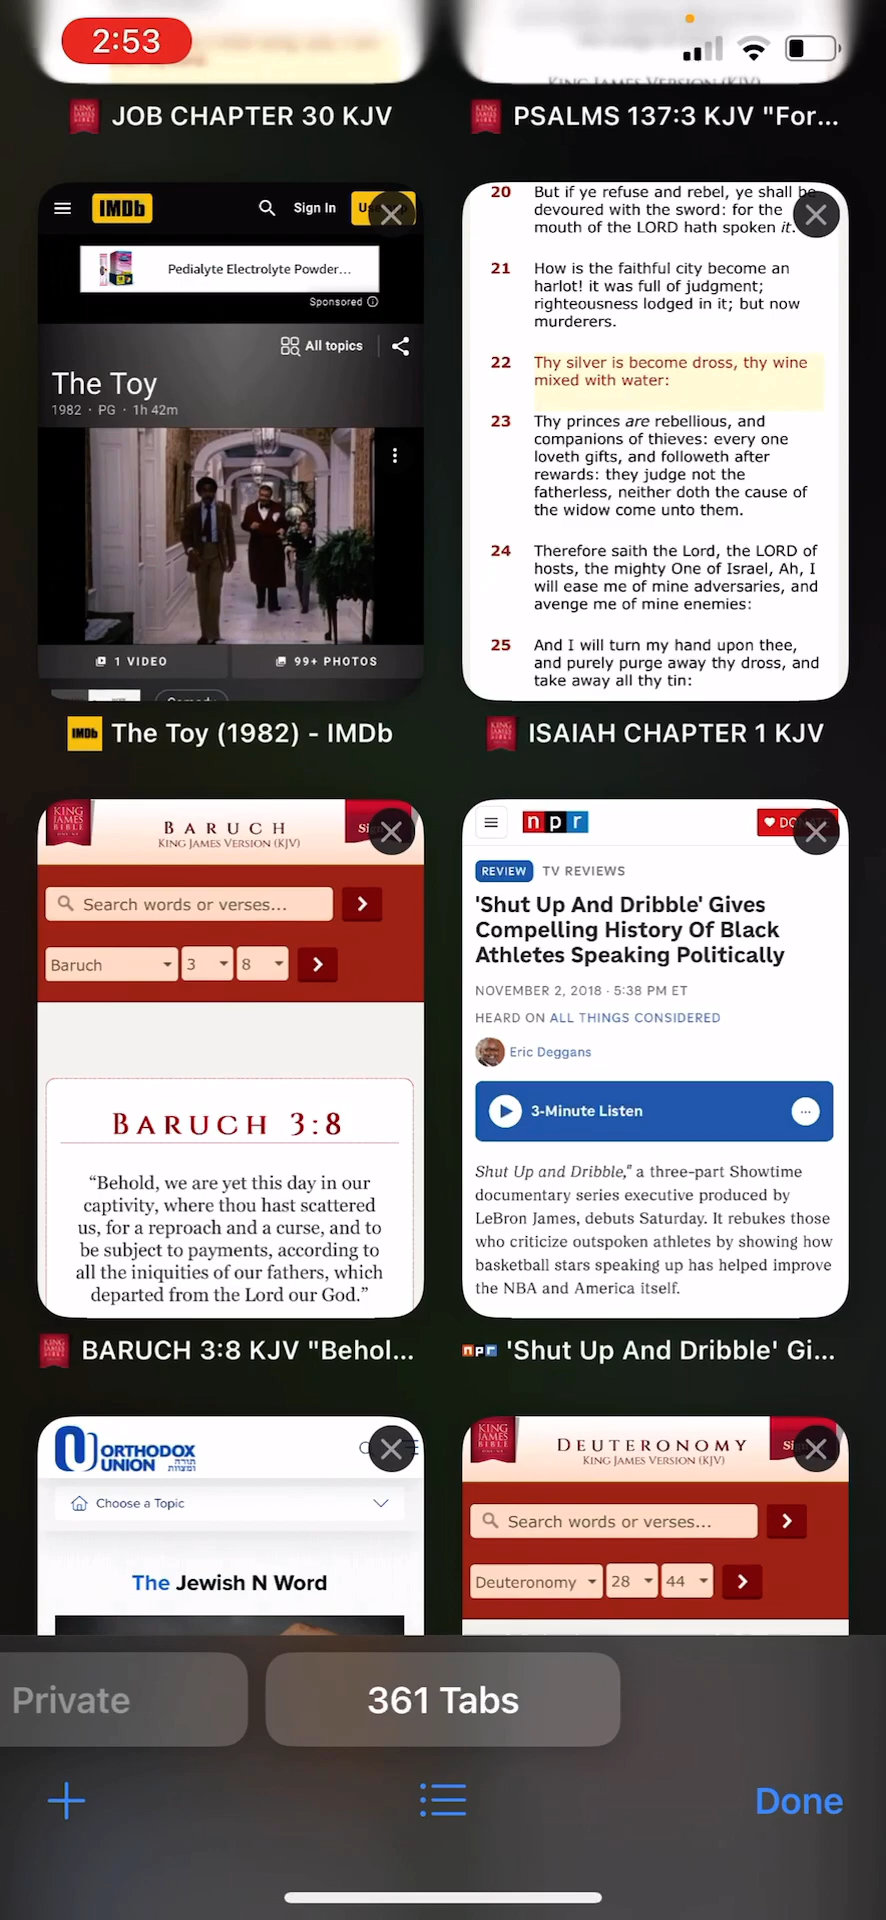 2:53
KING JAMES VERSION (KJV)
JOB CHAPTER 30 KJV
PSALMS 137:3 KJV "For...
IMDb
Sign In
Pedialyte Electrolyte Powder...
Sponsored
All topics
The Toy
1982 · PG · 1h 42m
1 VIDEO
99+ PHOTOS
Comedy
IMDb The Toy (1982) - IMDb
20 But if ye refuse and rebel, ye shall be
devoured with the sword: for the
mouth of the LORD hath spoken it.
21 How is the faithful city become an
harlot! it was full of judgment;
righteousness lodged in it; but now
murderers.
22 Thy silver is become dross, thy wine
mixed with water:
23 Thy princes are rebellious, and
companions of thieves: every one
loveth gifts, and followeth after
rewards: they judge not the
fatherless, neither doth the cause of
the widow come unto them.
24 Therefore saith the Lord, the LORD of
hosts, the mighty One of Israel, Ah, I
will ease me of mine adversaries, and
avenge me of mine enemies:
25 And I will turn my hand upon thee,
and purely purge away thy dross, and
take away all thy tin:
ISAIAH CHAPTER 1 KJV
KING JAMES BIBLE
BARUCH
KING JAMES VERSION (KJV)
Search words or verses...
Baruch 3 8
BARUCH 3:8
“Behold, we are yet this day in our
captivity, where thou hast scattered
us, for a reproach and a curse, and to
be subject to payments, according to
all the iniquities of our fathers, which
departed from the Lord our God.”
BARUCH 3:8 KJV "Behol...
npr
REVIEW TV REVIEWS
'Shut Up And Dribble' Gives
Compelling History Of Black
Athletes Speaking Politically
NOVEMBER 2, 2018 · 5:38 PM ET
HEARD ON ALL THINGS CONSIDERED
Eric Deggans
3-Minute Listen
Shut Up and Dribble," a three-part Showtime
documentary series executive produced by
LeBron James, debuts Saturday. It rebukes those
who criticize outspoken athletes by showing how
basketball stars speaking up has helped improve
the NBA and America itself.
npr 'Shut Up And Dribble' Gi...
ORTHODOX
UNION תורה ומצוות
Choose a Topic
The Jewish N Word
KING JAMES BIBLE
DEUTERONOMY
KING JAMES VERSION (KJV)
Search words or verses...
Deuteronomy 28 44
Private
361 Tabs
Done